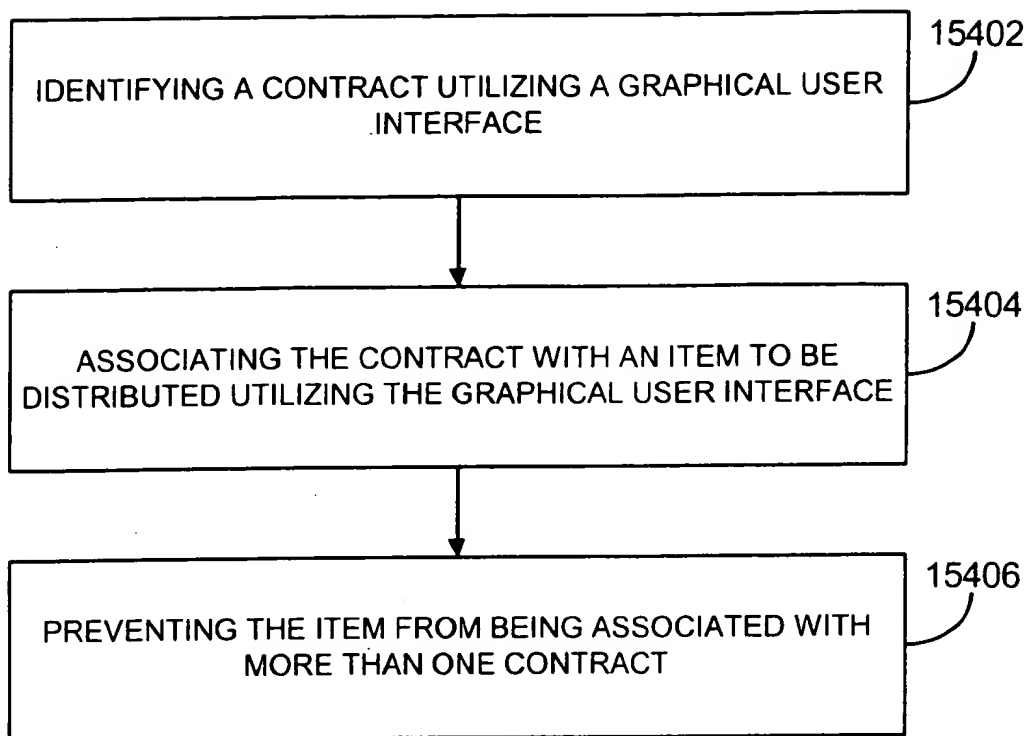 15402
IDENTIFYING A CONTRACT UTILIZING A GRAPHICAL USER
INTERFACE
15404
ASSOCIATING THE CONTRACT WITH AN ITEM TO BE
DISTRIBUTED UTILIZING THE GRAPHICAL USER INTERFACE
15406
PREVENTING THE ITEM FROM BEING ASSOCIATED WITH
MORE THAN ONE CONTRACT